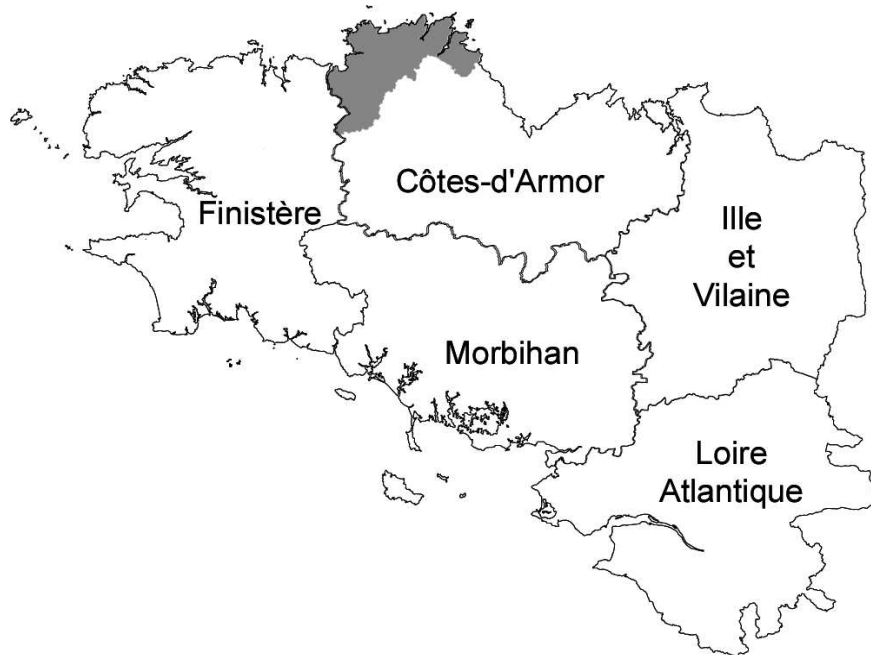 Côtes-d'Armor
Finistère
Ille
et
Vilaine
Morbihan
Loire
Atlantique